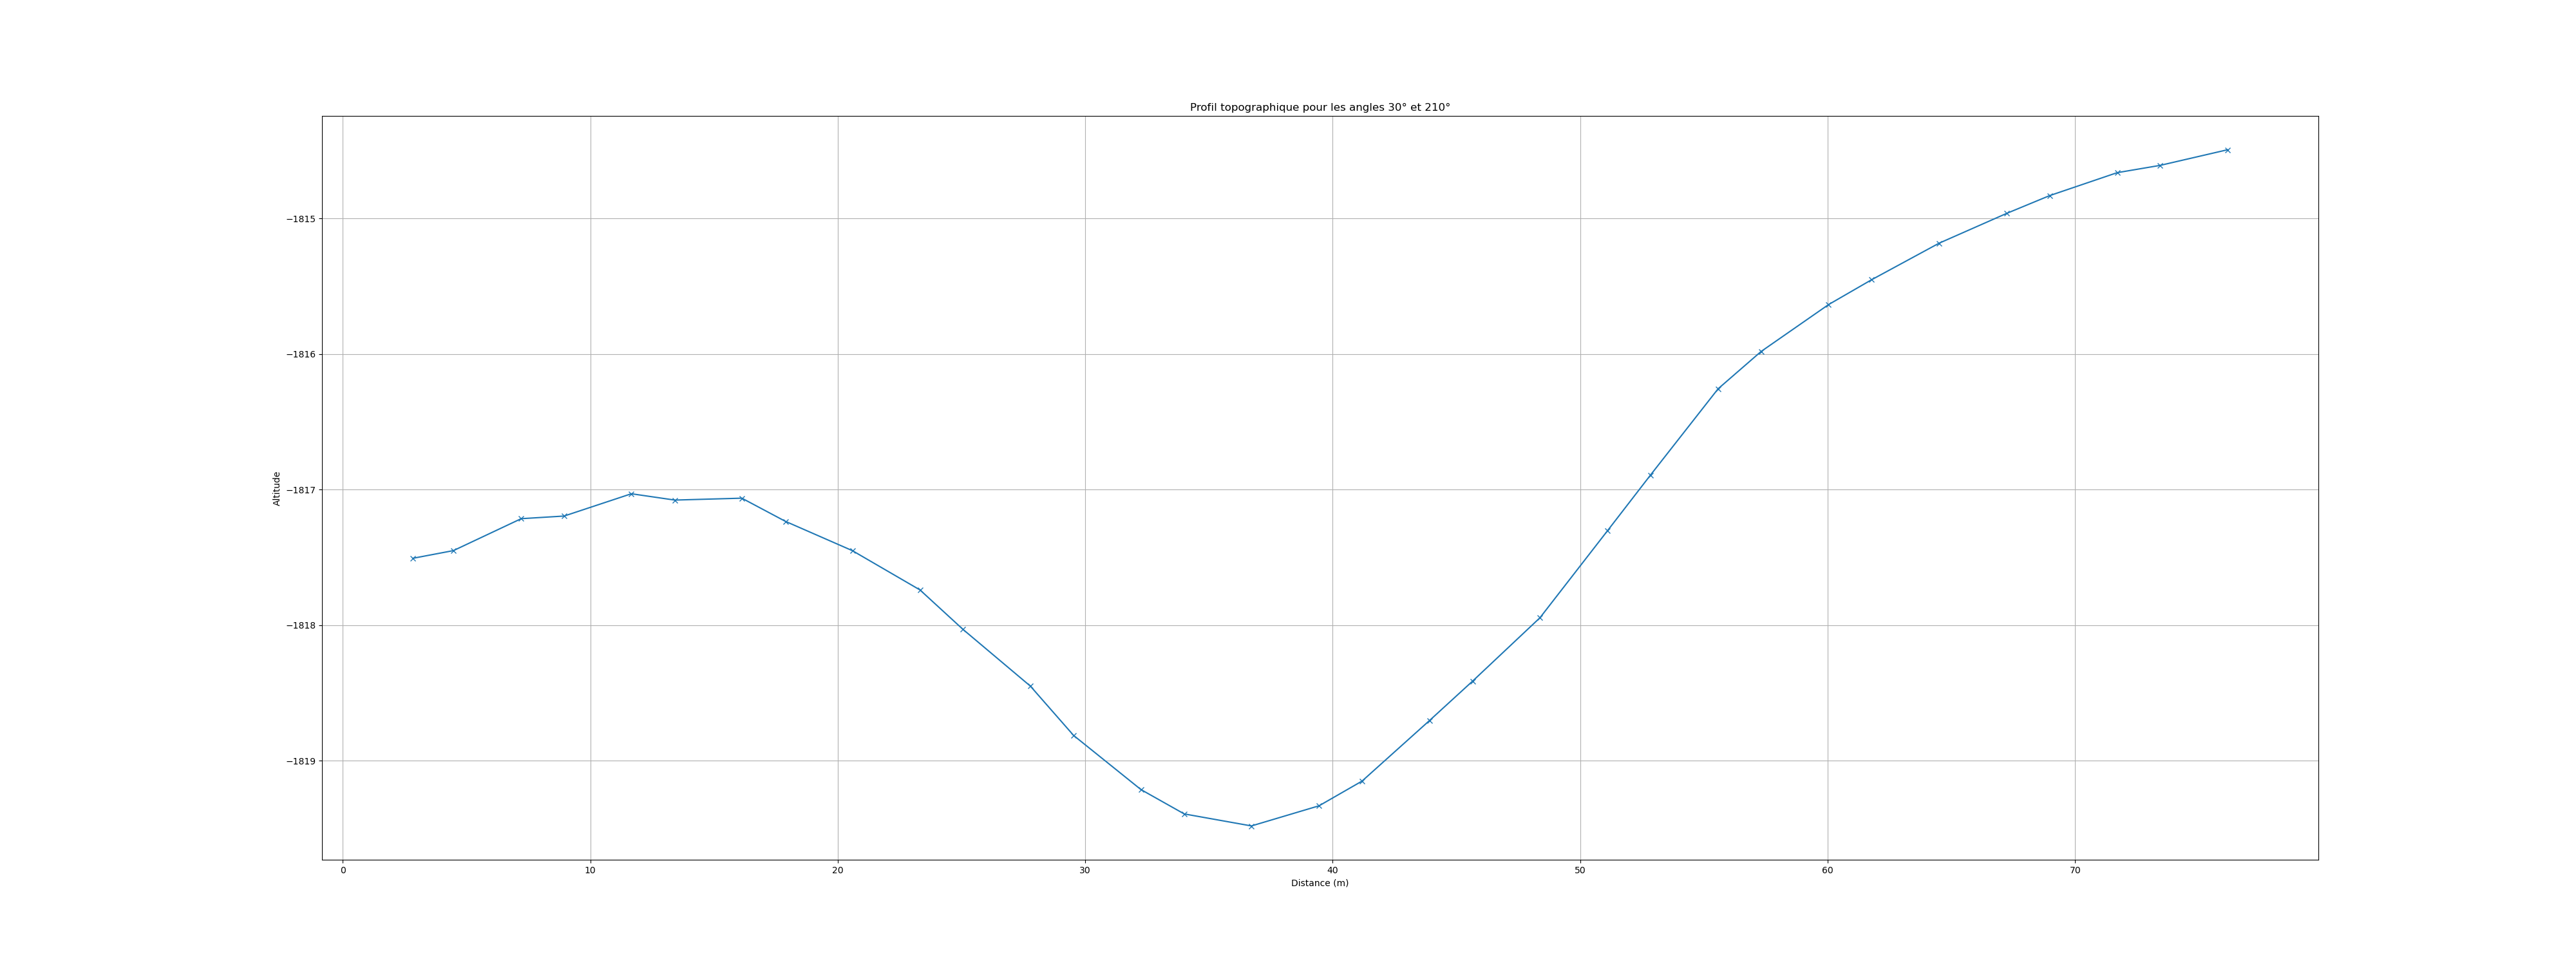 Profil topographique pour les angles 30° et 210°
−1815
−1816
−1817
−1818
−1819
Altitude
0 10 20 30 40 50 60 70
Distance (m)